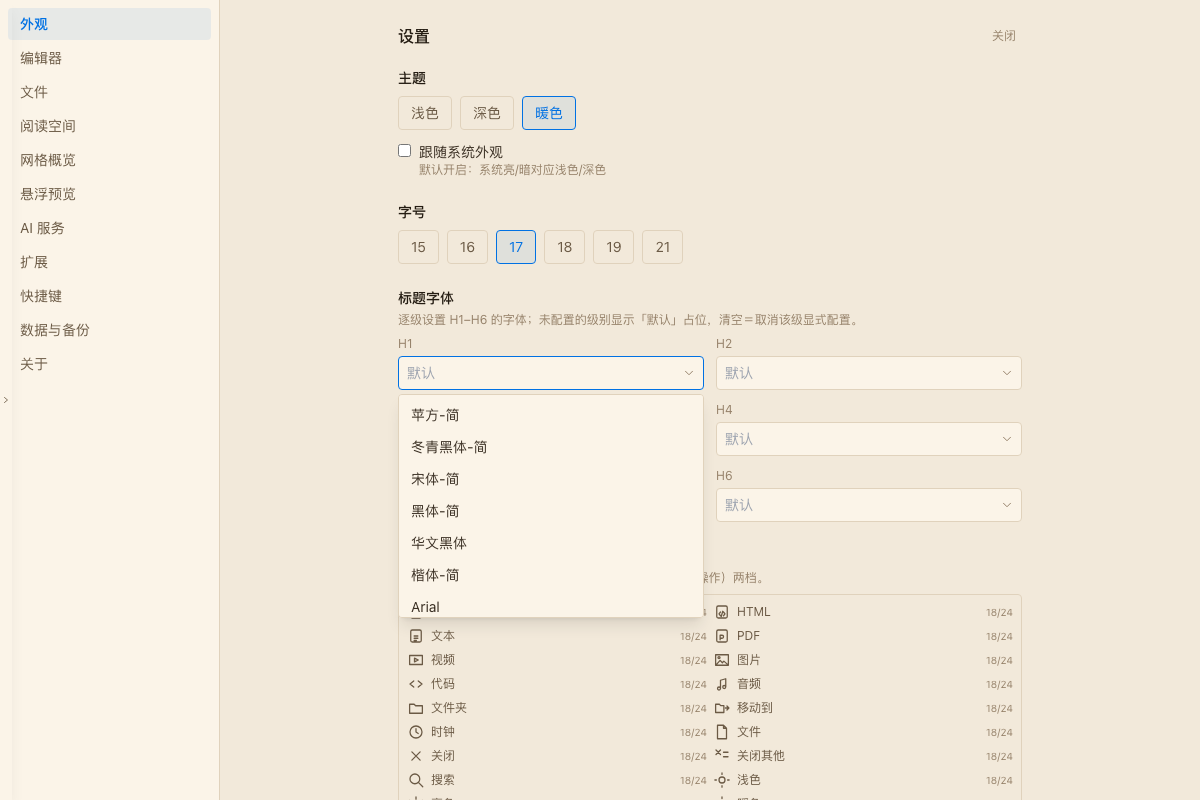 外观
编辑器
文件
阅读空间
网格概览
悬浮预览
AI 服务
扩展
快捷键
数据与备份
关于
设置
关闭
主题
浅色 深色 暖色
跟随系统外观
默认开启：系统亮/暗对应浅色/深色
字号
15 16 17 18 19 21
标题字体
逐级设置 H1–H6 的字体；未配置的级别显示「默认」占位，清空＝取消该级显式配置。
H1 H2
默认 默认
苹方-简
冬青黑体-简
宋体-简
黑体-简
华文黑体
楷体-简
Arial
H4
默认
H6
默认
作）两档。
HTML 18/24
文本 18/24 PDF 18/24
视频 18/24 图片 18/24
代码 18/24 音频 18/24
文件夹 18/24 移动到 18/24
时钟 18/24 文件 18/24
关闭 18/24 关闭其他 18/24
搜索 18/24 浅色 18/24